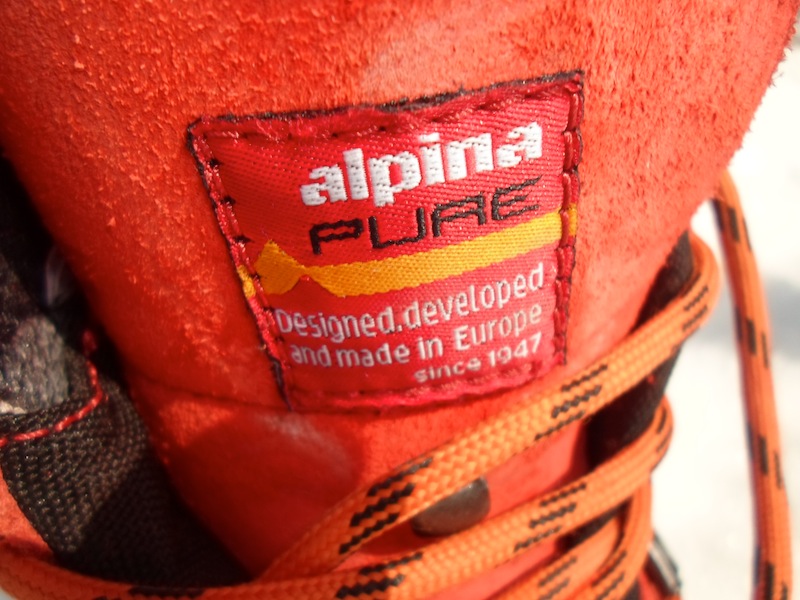 alpina
PURE
Designed.developed
and made in Europe
since 1947